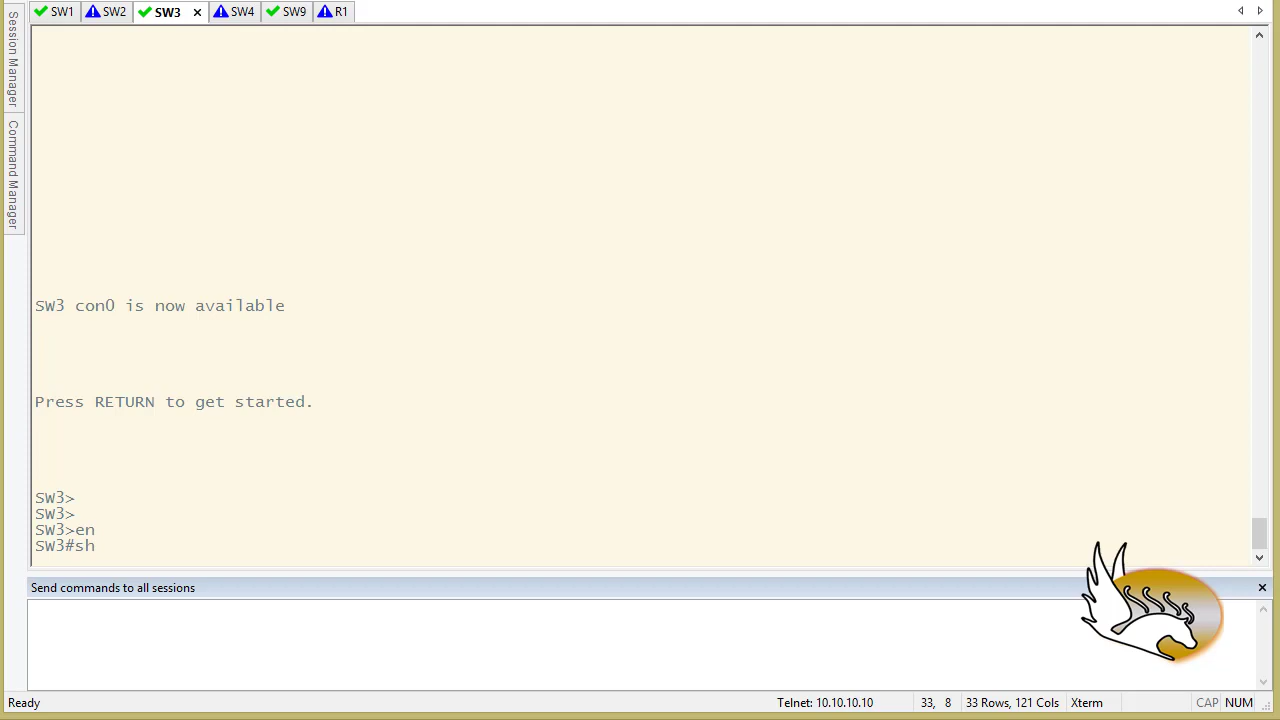 SW1 SW2 SW3 SW4 SW9 R1
Session Manager
Command Manager
SW3 con0 is now available
Press RETURN to get started.
SW3>
SW3>
SW3>en
SW3#sh
Send commands to all sessions
Ready Telnet: 10.10.10.10 33, 8 33 Rows, 121 Cols Xterm CAP NUM